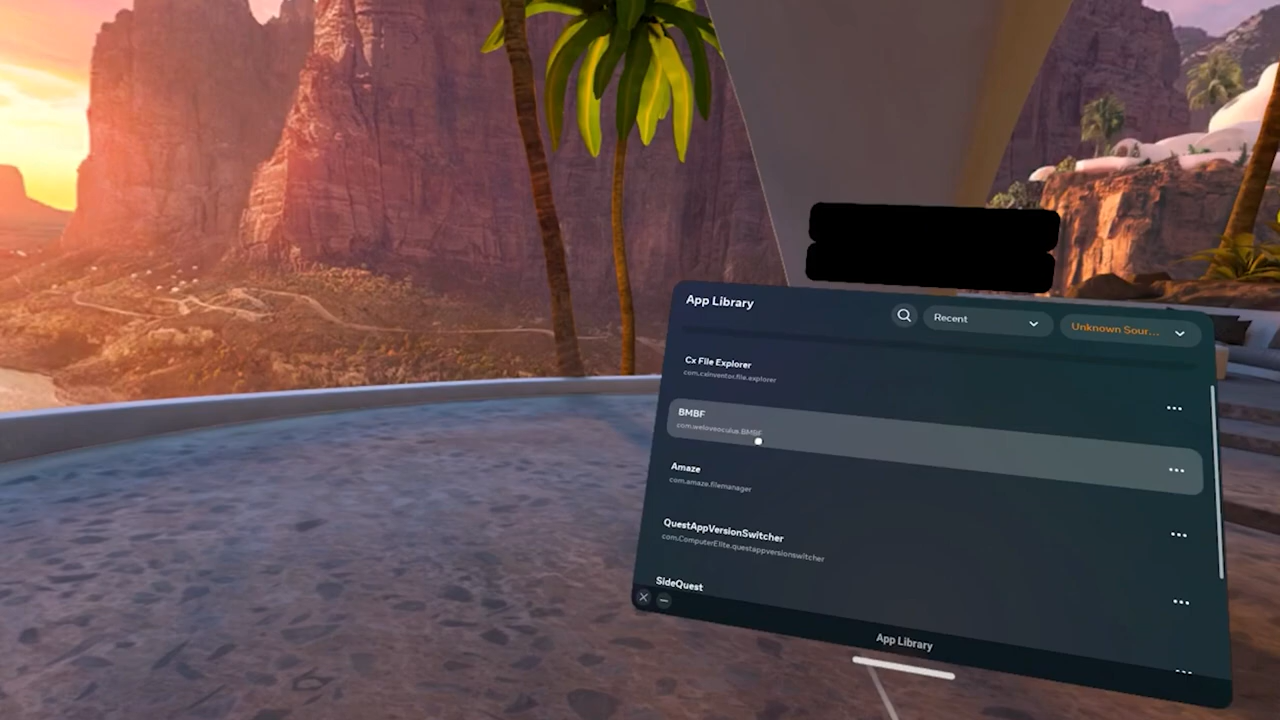 App Library
Recent
Unknown Sour...
Cx File Explorer
com.cxinventor.file.explorer
BMBF
com.weloveoculus.BMBF
Amaze
com.amaze.filemanager
QuestAppVersionSwitcher
com.ComputerElite.questappversionswitcher
SideQuest
App Library